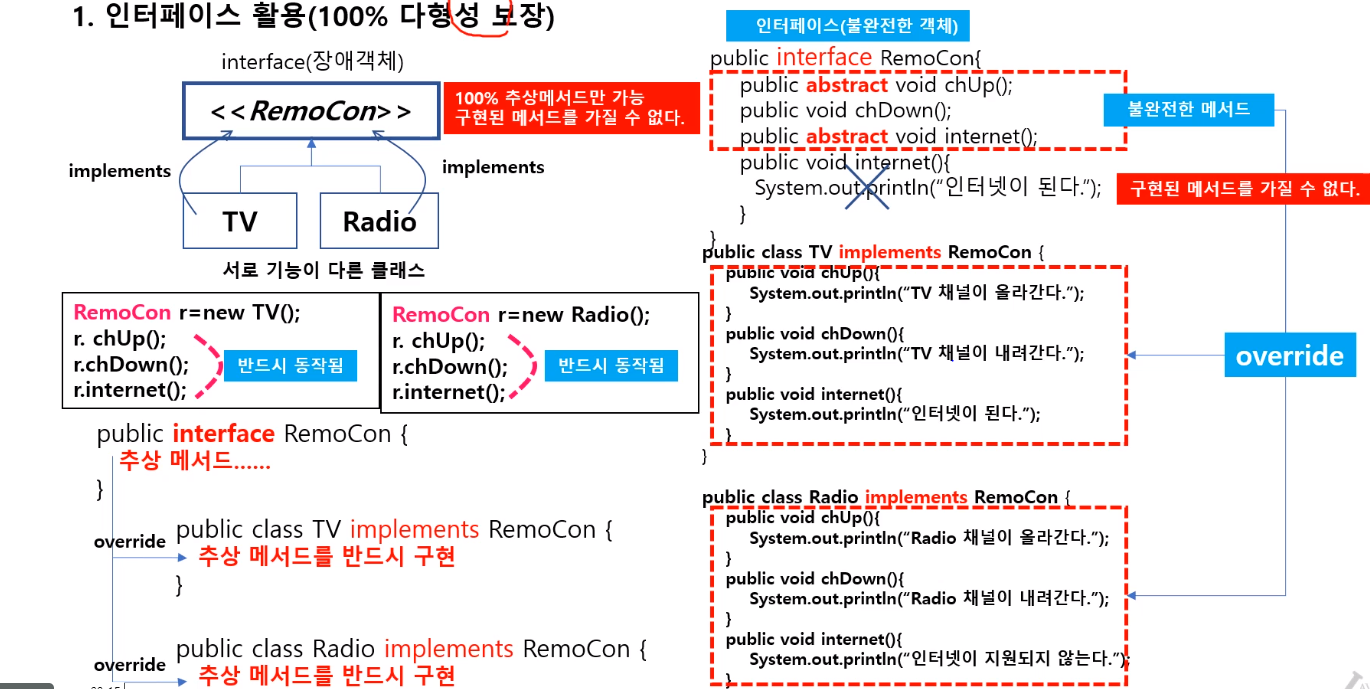 1. 인터페이스 활용(100% 다형성 보장)
interface(장애객체)
<<RemoCon>>
100% 추상메서드만 가능
구현된 메서드를 가질 수 없다.
implements
implements
TV
Radio
서로 기능이 다른 클래스
RemoCon r=new TV();
r. chUp();
r.chDown();
r.internet();
반드시 동작됨
RemoCon r=new Radio();
r. chUp();
r.chDown();
r.internet();
반드시 동작됨
public interface RemoCon {
추상 메서드......
}
override
public class TV implements RemoCon {
추상 메서드를 반드시 구현
}
override
public class Radio implements RemoCon {
추상 메서드를 반드시 구현
인터페이스(불완전한 객체)
public interface RemoCon{
public abstract void chUp();
public void chDown();
public abstract void internet();
불완전한 메서드
public void internet(){
System.out.println(“인터넷이 된다.”);
}
}
구현된 메서드를 가질 수 없다.
public class TV implements RemoCon {
public void chUp(){
System.out.println(“TV 채널이 올라간다.”);
}
public void chDown(){
System.out.println(“TV 채널이 내려간다.”);
}
public void internet(){
System.out.println(“인터넷이 된다.”);
}
}
override
public class Radio implements RemoCon {
public void chUp(){
System.out.println(“Radio 채널이 올라간다.”);
}
public void chDown(){
System.out.println(“Radio 채널이 내려간다.”);
}
public void internet(){
System.out.println(“인터넷이 지원되지 않는다.”);
}